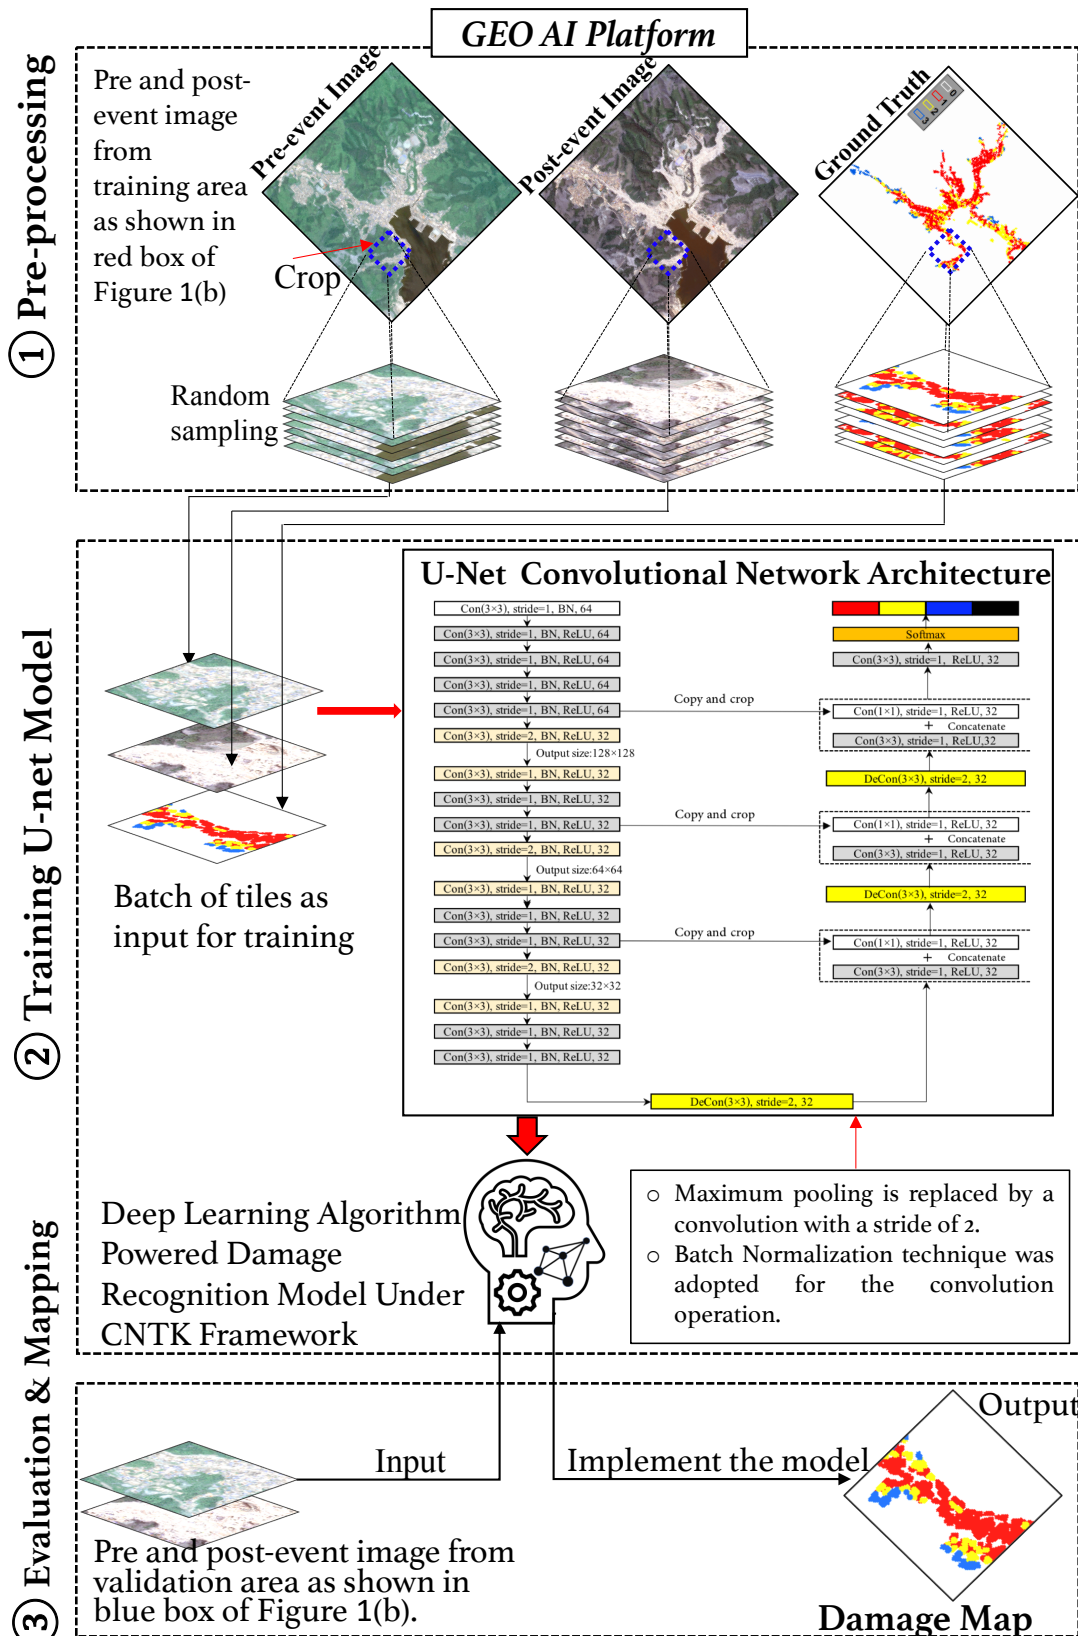 GEO AI Platform
① Pre-processing
Pre and post-
event image
from
training area
as shown in
red box of
Figure 1(b)
Pre-event Image
Post-event Image
Ground Truth
0
1
2
3
Crop
Random
sampling
② Training U-net Model
U-Net Convolutional Network Architecture
Con(3×3), stride=1, BN, 64
Con(3×3), stride=1, BN, ReLU, 64
Con(3×3), stride=1, BN, ReLU, 64
Con(3×3), stride=1, BN, ReLU, 64
Con(3×3), stride=1, BN, ReLU, 64
Con(3×3), stride=2, BN, ReLU, 32
Output size:128×128
Con(3×3), stride=1, BN, ReLU, 32
Con(3×3), stride=1, BN, ReLU, 32
Con(3×3), stride=1, BN, ReLU, 32
Con(3×3), stride=2, BN, ReLU, 32
Output size:64×64
Con(3×3), stride=1, BN, ReLU, 32
Con(3×3), stride=1, BN, ReLU, 32
Con(3×3), stride=1, BN, ReLU, 32
Con(3×3), stride=2, BN, ReLU, 32
Output size:32×32
Con(3×3), stride=1, BN, ReLU, 32
Con(3×3), stride=1, BN, ReLU, 32
Con(3×3), stride=1, BN, ReLU, 32
DeCon(3×3), stride=2, 32
Copy and crop
Copy and crop
Copy and crop
Softmax
Con(3×3), stride=1, ReLU, 32
Con(1×1), stride=1, ReLU, 32
+ Concatenate
Con(3×3), stride=1, ReLU,32
DeCon(3×3), stride=2, 32
Con(1×1), stride=1, ReLU, 32
+ Concatenate
Con(3×3), stride=1, ReLU, 32
DeCon(3×3), stride=2, 32
Con(1×1), stride=1, ReLU, 32
+ Concatenate
Con(3×3), stride=1, ReLU, 32
Batch of tiles as
input for training
Deep Learning Algorithm
Powered Damage
Recognition Model Under
CNTK Framework
○ Maximum pooling is replaced by a
convolution with a stride of 2.
○ Batch Normalization technique was
adopted for the convolution
operation.
③ Evaluation & Mapping
Input
Implement the model
Output
Pre and post-event image from
validation area as shown in
blue box of Figure 1(b).
Damage Map